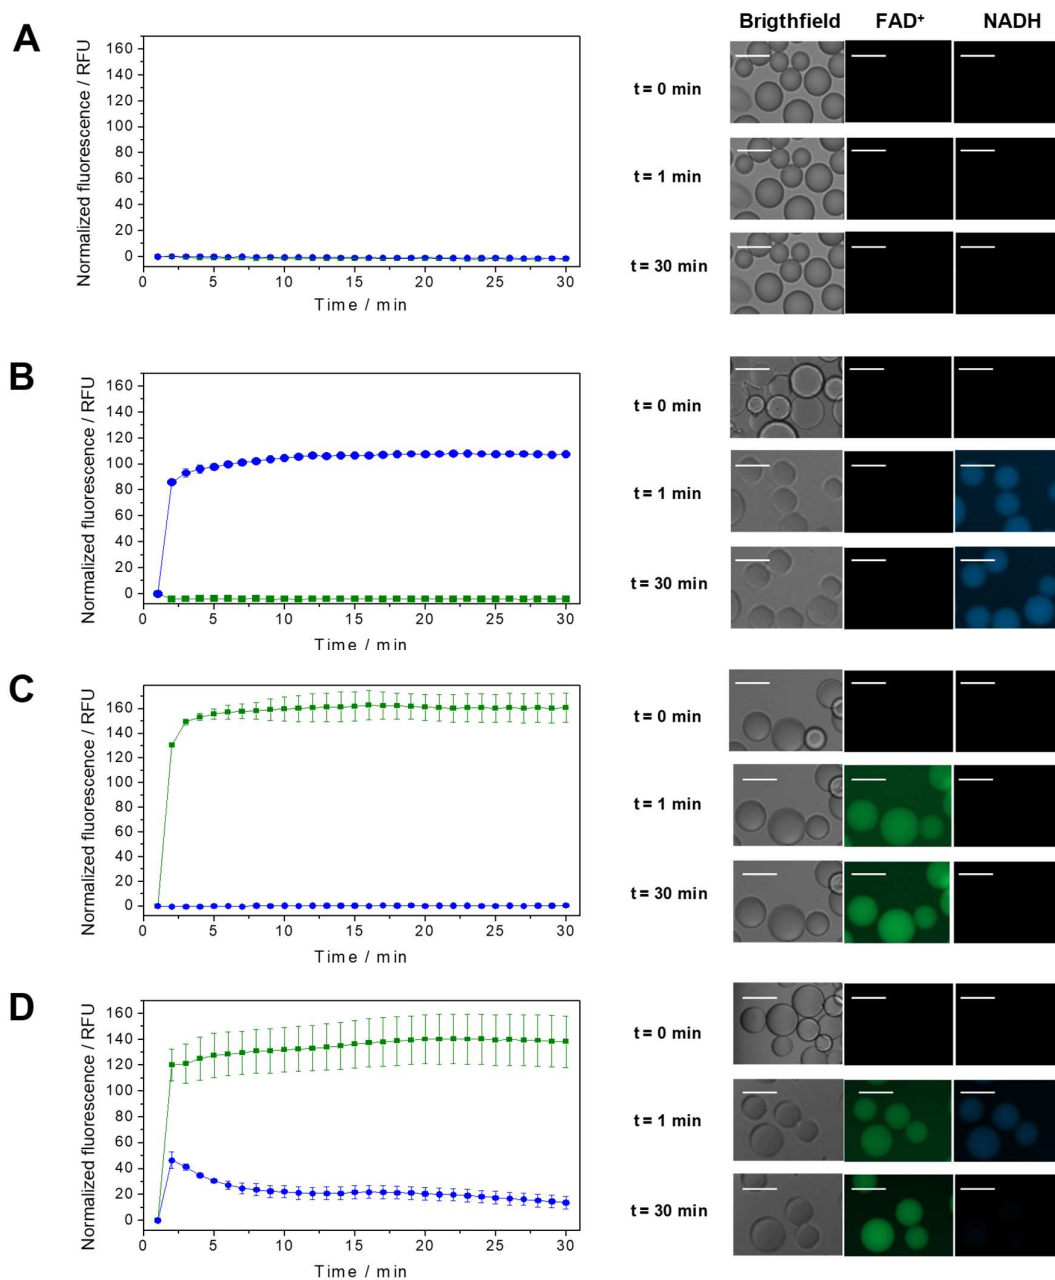 Brigthfield FAD+ NADH
A
Normalized fluorescence / RFU
160
140
120
100
80
60
40
20
0
0 5 10 15 20 25 30
Time / min
t = 0 min
t = 1 min
t = 30 min
B
Normalized fluorescence / RFU
160
140
120
100
80
60
40
20
0
0 5 10 15 20 25 30
Time / min
t = 0 min
t = 1 min
t = 30 min
C
Normalized fluorescence / RFU
160
140
120
100
80
60
40
20
0
0 5 10 15 20 25 30
Time / min
t = 0 min
t = 1 min
t = 30 min
D
Normalized fluorescence / RFU
160
140
120
100
80
60
40
20
0
0 5 10 15 20 25 30
Time / min
t = 0 min
t = 1 min
t = 30 min